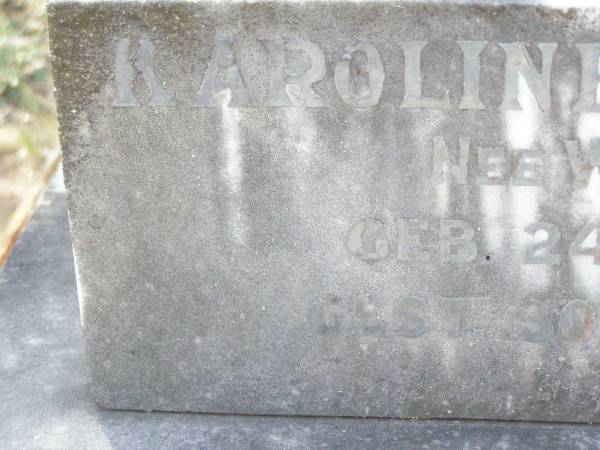 KAROLINE
NEE W
GEB. 24
GEST. 30